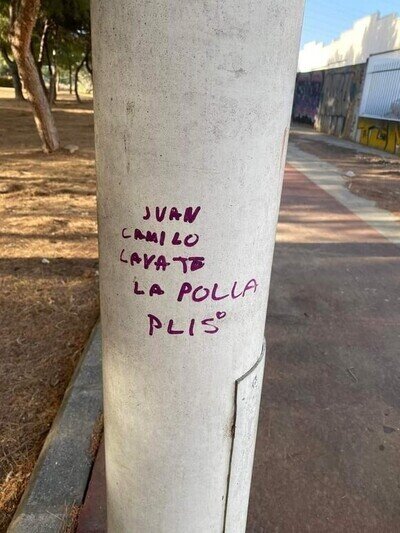 JUAN
CAMILO
LAVATE
LA POLLA
PLIS